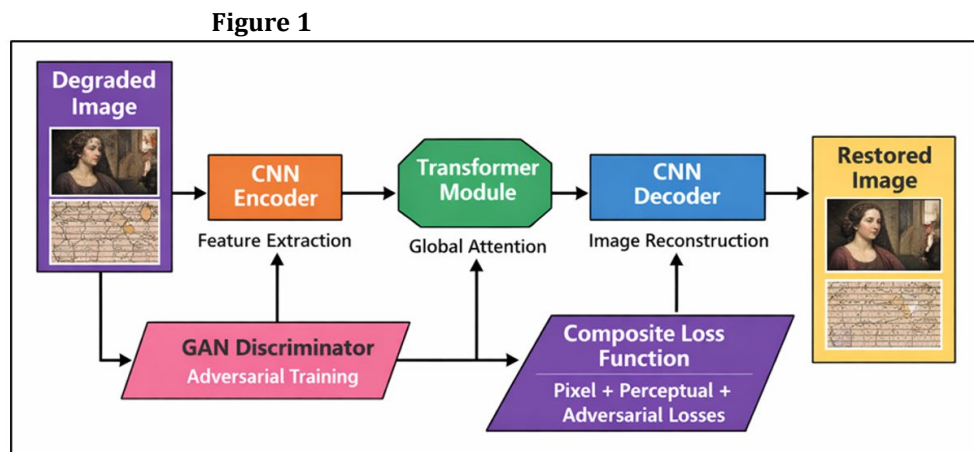 Figure 1
Degraded
Image
CNN
Encoder
Feature Extraction
Transformer
Module
Global Attention
CNN
Decoder
Image Reconstruction
Restored
Image
GAN Discriminator
Adversarial Training
Composite Loss
Function
Pixel + Perceptual +
Adversarial Losses